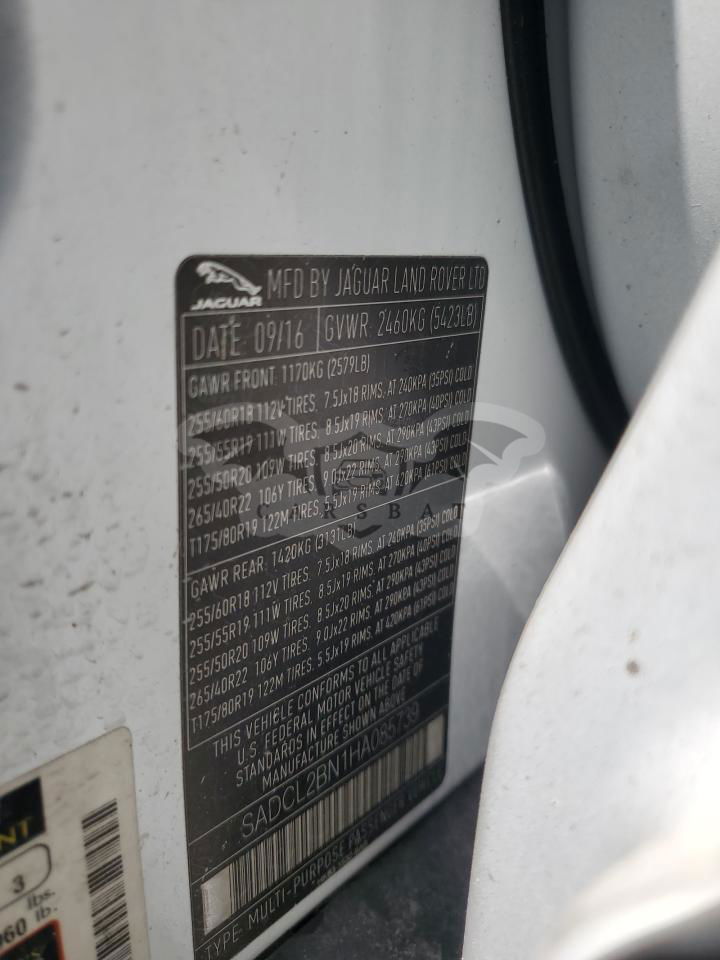 JAGUAR
MFD BY JAGUAR LAND ROVER LTD
DATE 09/16
GVWR 2460KG (5423LB)
GAWR FRONT 1170KG (2579LB)
255/60R18 112V TIRES, 7.5Jx18 RIMS, AT 240KPA (35PSI) COLD
255/55R19 111W TIRES, 8.5Jx19 RIMS, AT 270KPA (40PSI) COLD
255/50R20 109W TIRES, 8.5Jx20 RIMS, AT 290KPA (43PSI) COLD
265/40R22 106Y TIRES, 9.0Jx22 RIMS, AT 290KPA (43PSI) COLD
T175/80R19 122M TIRES, 5.5Jx19 RIMS, AT 420KPA (61PSI) COLD
CARSBAT
GAWR REAR: 1420KG (3131LB)
255/60R18 112V TIRES, 7.5Jx18 RIMS, AT 240KPA (35PSI) COLD
255/55R19 111W TIRES, 8.5Jx19 RIMS, AT 270KPA (40PSI) COLD
255/50R20 109W TIRES, 8.5Jx20 RIMS, AT 290KPA (43PSI) COLD
265/40R22 106Y TIRES, 9.0Jx22 RIMS, AT 290KPA (43PSI) COLD
T175/80R19 122M TIRES, 5.5Jx19 RIMS, AT 420KPA (61PSI) COLD
THIS VEHICLE CONFORMS TO ALL APPLICABLE
U.S. FEDERAL MOTOR VEHICLE SAFETY
STANDARDS IN EFFECT ON THE DATE OF
MANUFACTURE SHOWN ABOVE
SADCL2BN1HA085739
TYPE: MULTI-PURPOSE PASSENGER VEHICLE
3
lbs.
lb.